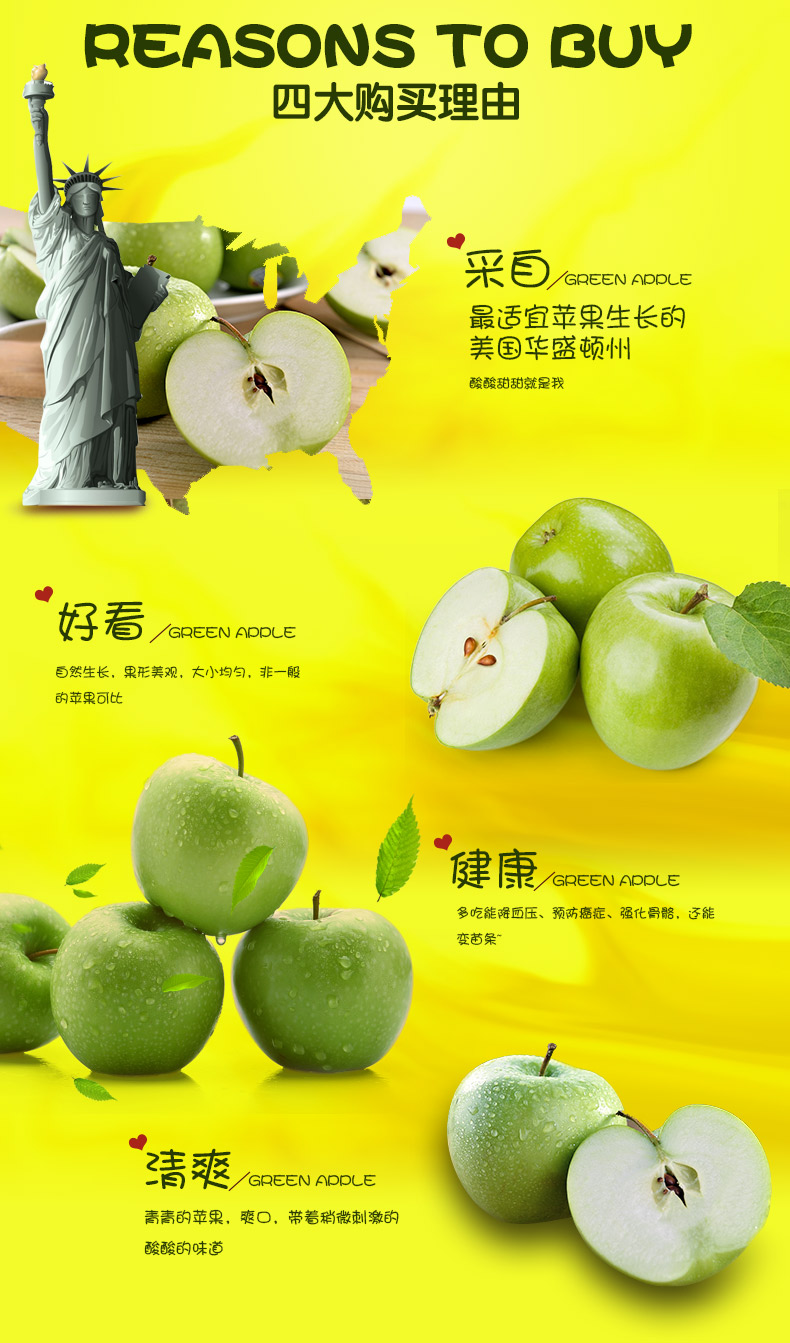 REASONS TO BUY
四大购买理由
采自/GREEN APPLE
最适宜苹果生长的
美国华盛顿州
酸酸甜甜就是我
好看/GREEN APPLE
自然生长，果形美观，大小均匀，非一般
的苹果可比
健康/GREEN APPLE
多吃能降血压、预防癌症、强化骨骼，还能
变苗条~
清爽/GREEN APPLE
青青的苹果，爽口，带着稍微刺激的
酸酸的味道